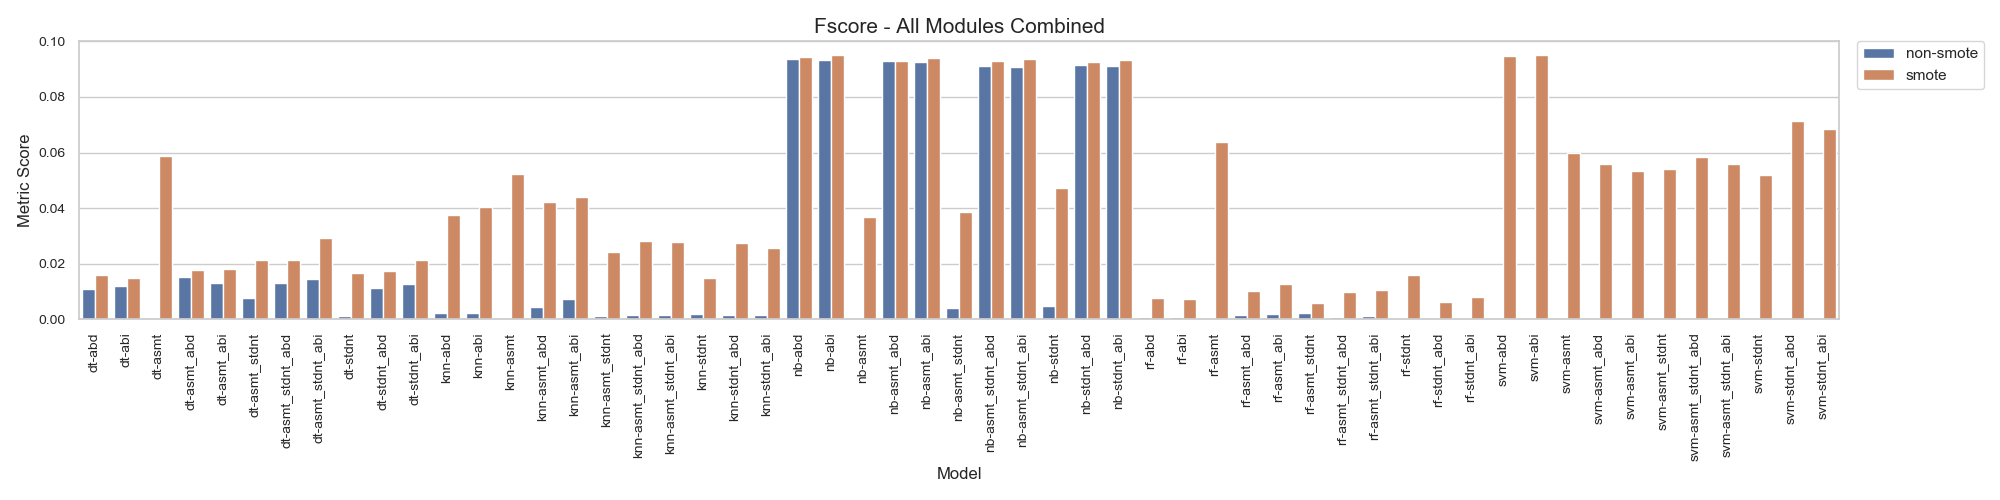 Fscore - All Modules Combined
non-smote
smote
Metric Score
0.10
0.08
0.06
0.04
0.02
0.00
dt-abd
dt-abi
dt-asmt
dt-asmt_abd
dt-asmt_abi
dt-asmt_stdnt
dt-asmt_stdnt_abd
dt-asmt_stdnt_abi
dt-stdnt
dt-stdnt_abd
dt-stdnt_abi
knn-abd
knn-abi
knn-asmt
knn-asmt_abd
knn-asmt_abi
knn-asmt_stdnt
knn-asmt_stdnt_abd
knn-asmt_stdnt_abi
knn-stdnt
knn-stdnt_abd
knn-stdnt_abi
nb-abd
nb-abi
nb-asmt
nb-asmt_abd
nb-asmt_abi
nb-asmt_stdnt
nb-asmt_stdnt_abd
nb-asmt_stdnt_abi
nb-stdnt
nb-stdnt_abd
nb-stdnt_abi
rf-abd
rf-abi
rf-asmt
rf-asmt_abd
rf-asmt_abi
rf-asmt_stdnt
rf-asmt_stdnt_abd
rf-asmt_stdnt_abi
rf-stdnt
rf-stdnt_abd
rf-stdnt_abi
svm-abd
svm-abi
svm-asmt
svm-asmt_abd
svm-asmt_abi
svm-asmt_stdnt
svm-asmt_stdnt_abd
svm-asmt_stdnt_abi
svm-stdnt
svm-stdnt_abd
svm-stdnt_abi
Model